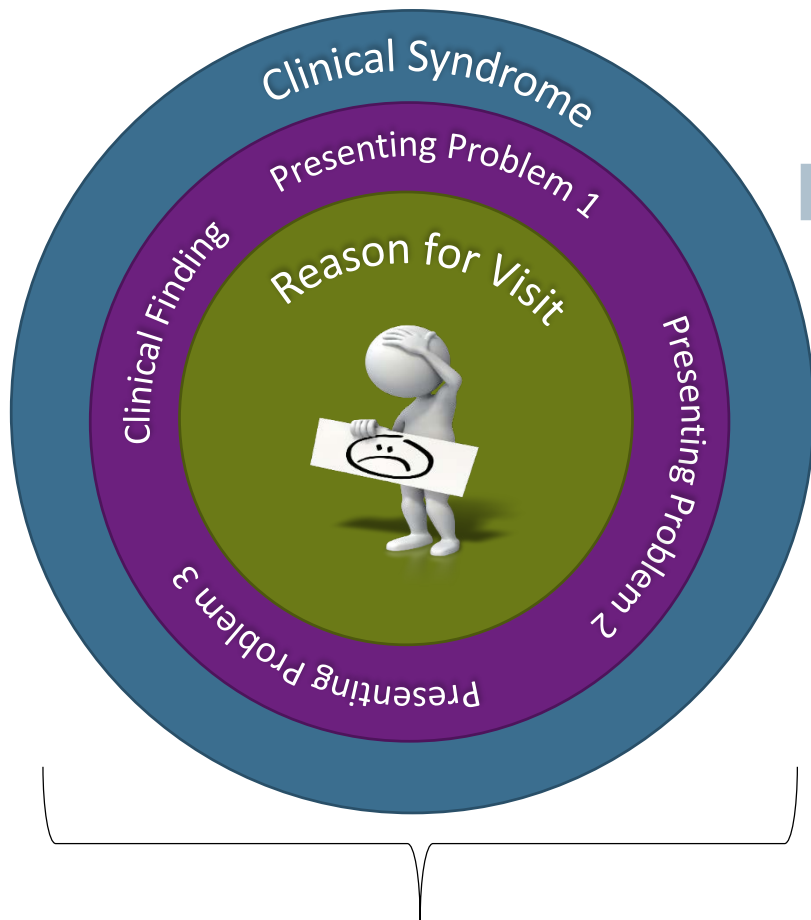 Clinical Syndrome
Presenting Problem 1
Clinical Finding
Reason for Visit
Presenting Problem 2
Presenting Problem 3